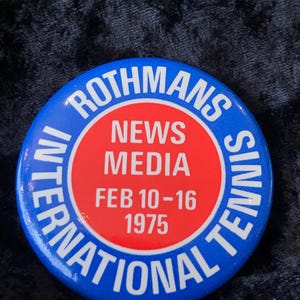 ROTHMANS
INTERNATIONAL TENNIS
NEWS
MEDIA
FEB 10-16
1975